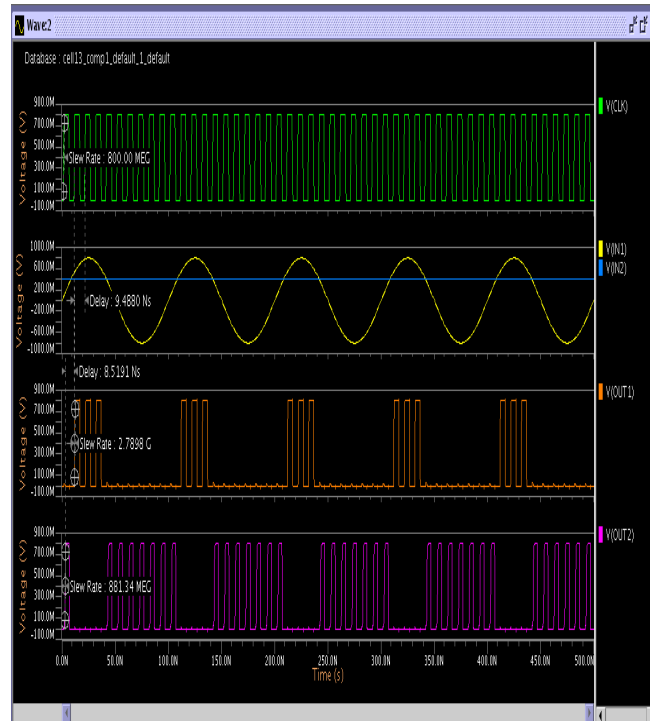 Wave:2
Database : cell13_comp1_default_1_default
Voltage (V)
900.0M
700.0M
500.0M
300.0M
100.0M
-100.0M
Slew Rate : 800.00 MEG
V(CLK)
Voltage (V)
1000.0M
600.0M
200.0M
-200.0M
-600.0M
-1000.0M
Delay : 9.4880 Ns
V(IN1)
V(IN2)
Delay : 8.5191 Ns
Voltage (V)
900.0M
700.0M
500.0M
300.0M
100.0M
-100.0M
Slew Rate : 2.7898 G
V(OUT1)
Voltage (V)
900.0M
700.0M
500.0M
300.0M
100.0M
-100.0M
Slew Rate : 881.34 MEG
V(OUT2)
0.0N 50.0N 100.0N 150.0N 200.0N 250.0N 300.0N 350.0N 400.0N 450.0N 500.0N
Time (s)